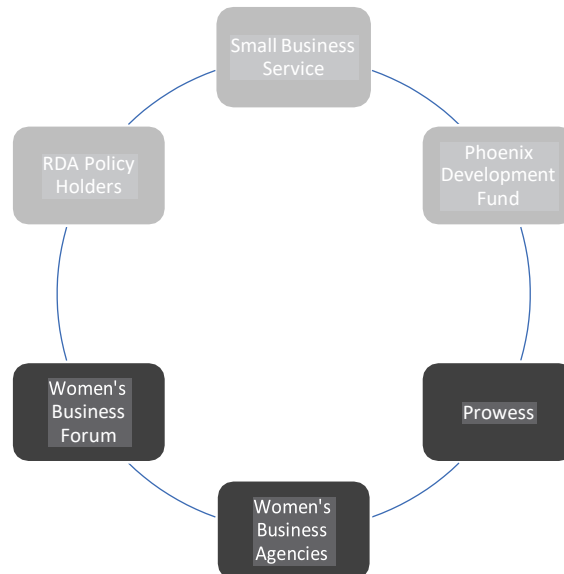 Small Business
Service
RDA Policy
Holders
Phoenix
Development
Fund
Women's
Business
Forum
Prowess
Women's
Business
Agencies